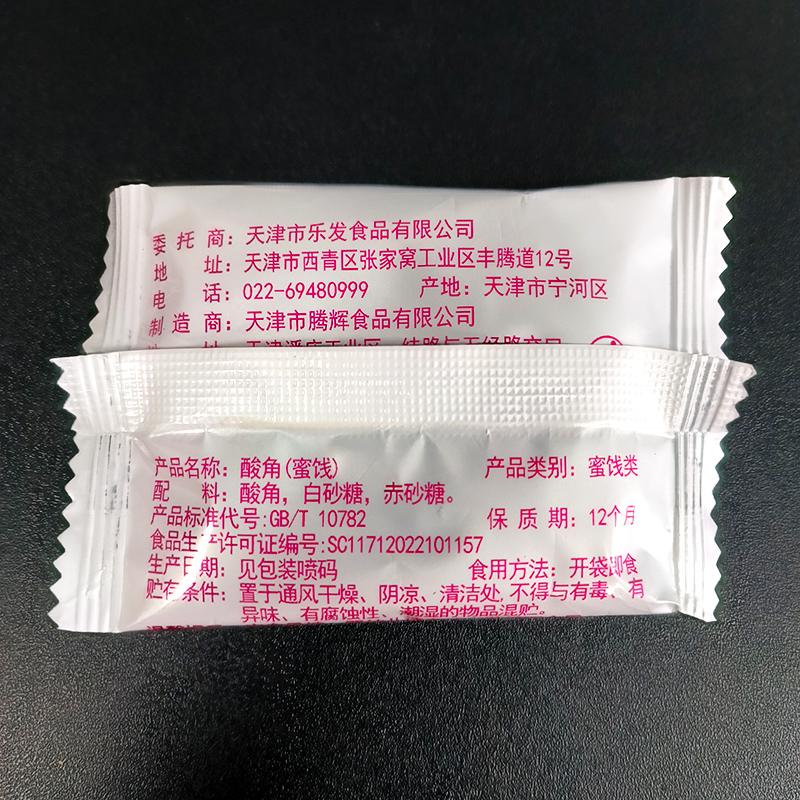 委托商：天津市乐发食品有限公司
地址：天津市西青区张家窝工业区丰腾道12号
电话：022-69480999 产地：天津市宁河区
制造商：天津市腾辉食品有限公司
产品名称：酸角(蜜饯) 产品类别：蜜饯类
配料：酸角，白砂糖，赤砂糖。
产品标准代号:GB/T 10782 保质期：12个月
食品生产许可证编号:SC11712022101157
生产日期：见包装喷码 食用方法：开袋即食
贮存条件：置于通风干燥、阴凉、清洁处,不得与有毒、有
异味、有腐蚀性、潮湿的物品混贮。